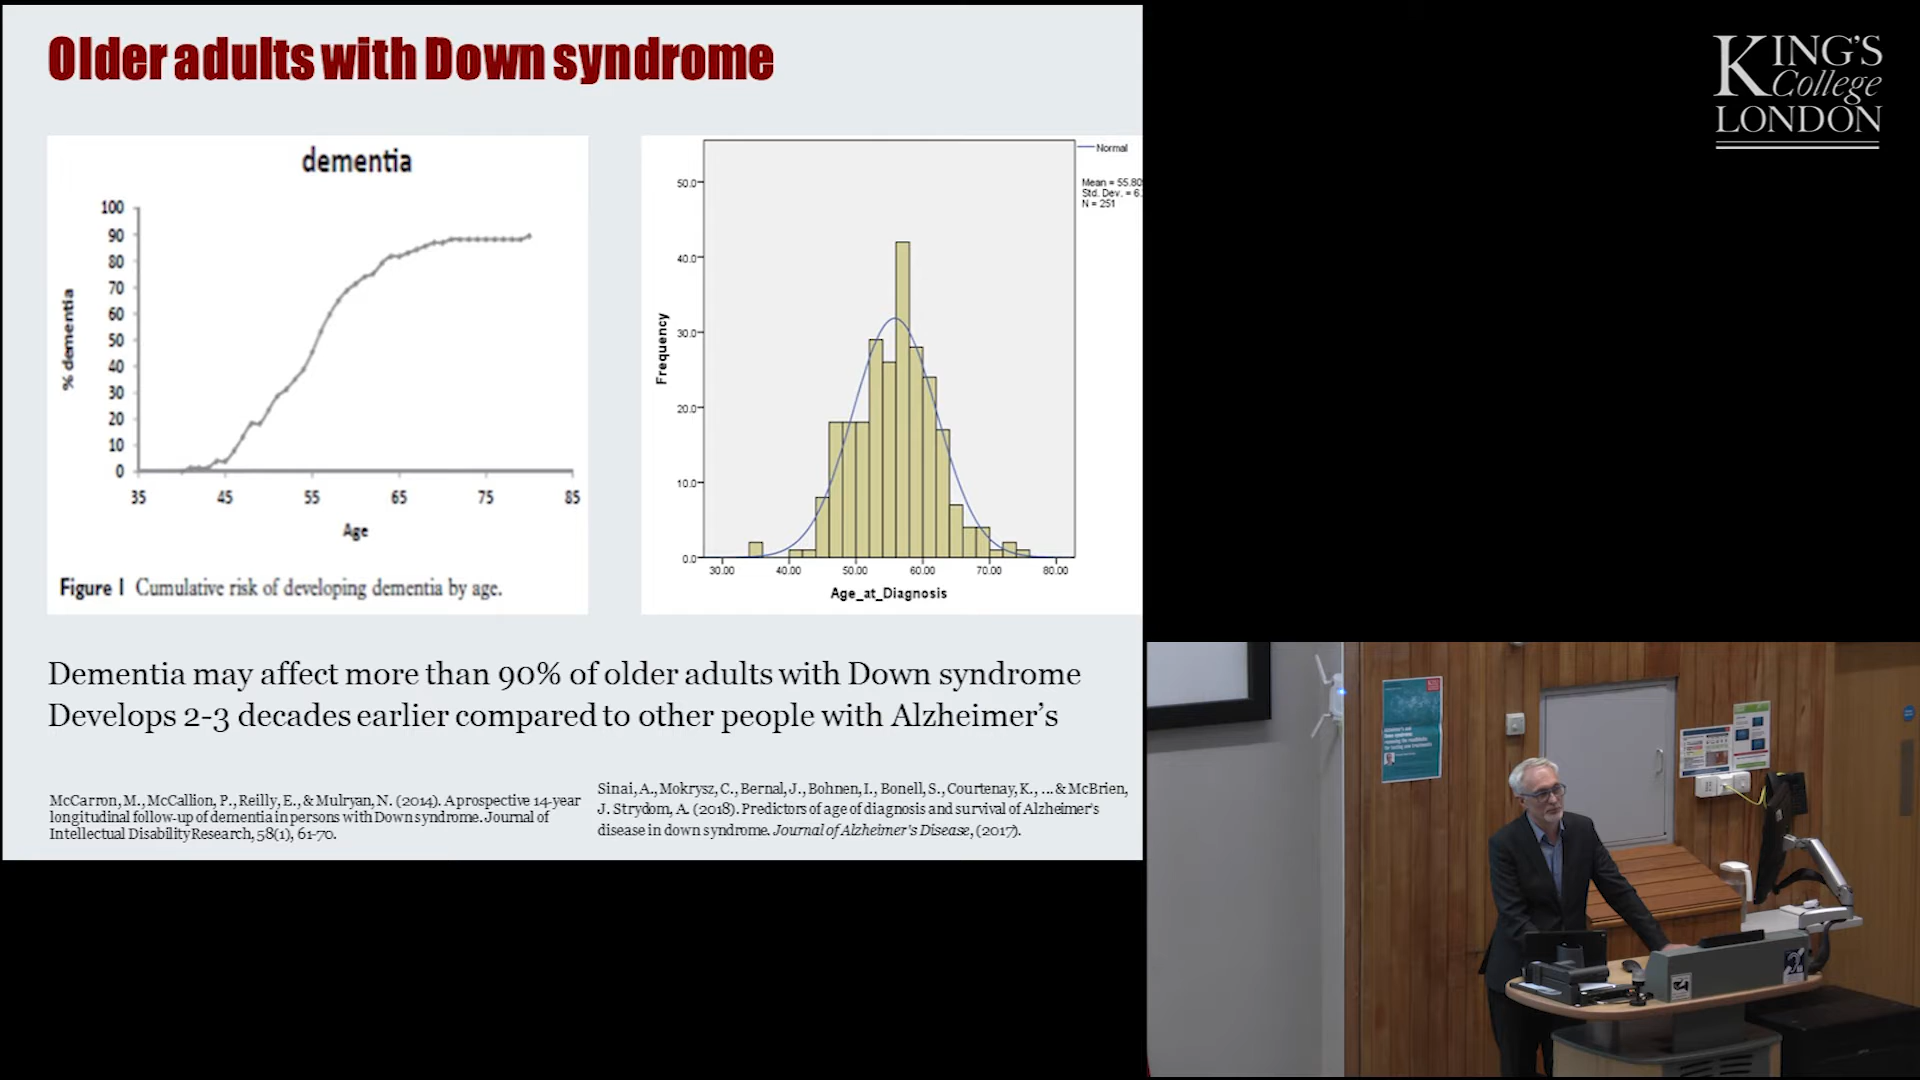 Older adults with Down syndrome
dementia
100
90
80
70
60
50
40
30
20
10
0
% dementia
35 45 55 65 75 85
Age
Figure 1 Cumulative risk of developing dementia by age.
Normal
Mean = 55.80
Std. Dev. = 6.
N = 251
50.0
40.0
30.0
20.0
10.0
0.0
Frequency
30.00 40.00 50.00 60.00 70.00 80.00
Age_at_Diagnosis
Dementia may affect more than 90% of older adults with Down syndrome
Develops 2-3 decades earlier compared to other people with Alzheimer's
McCarron, M., McCallion, P., Reilly, E., & Mulryan, N. (2014). A prospective 14-year
longitudinal follow-up of dementia in persons with Down syndrome. Journal of
Intellectual Disability Research, 58(1), 61-70.
Sinai, A., Mokrysz, C., Bernal, J., Bohnen, I., Bonell, S., Courtenay, K., ... & McBrien,
J. Strydom, A. (2018). Predictors of age of diagnosis and survival of Alzheimer's
disease in down syndrome. Journal of Alzheimer's Disease, (2017).
KING'S
College
LONDON